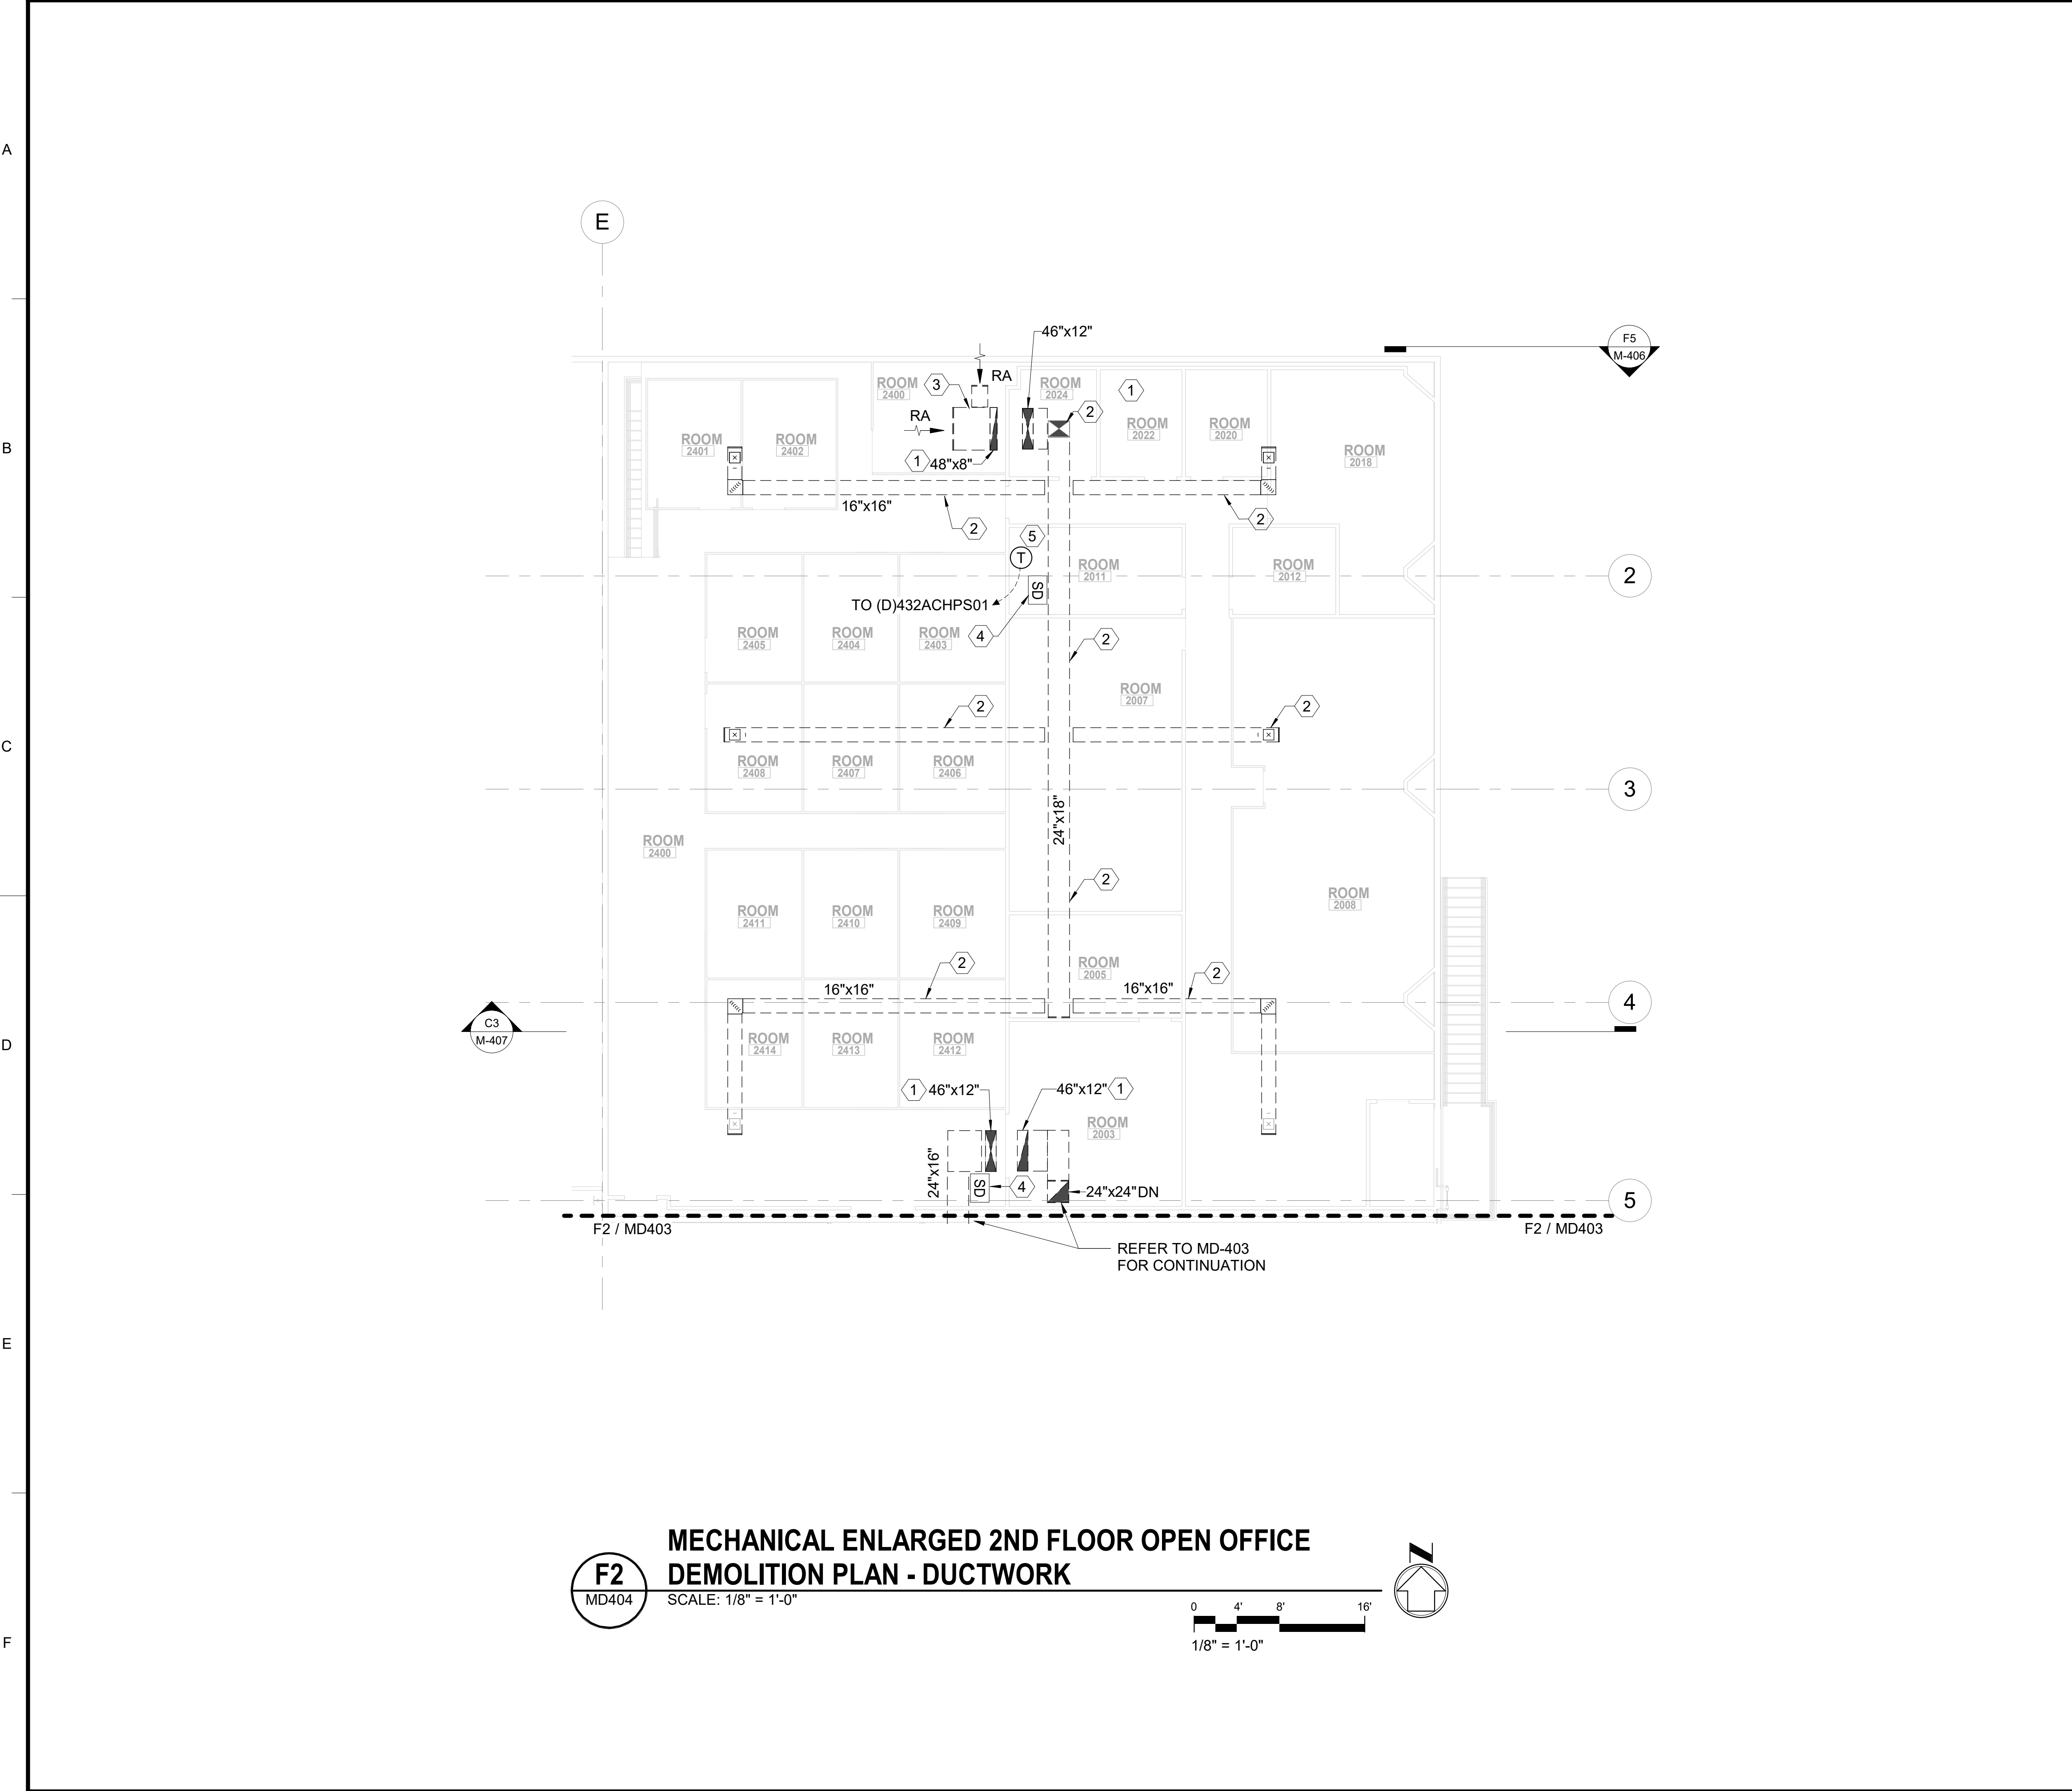 A
B
C
D
E
F
E
F5
M-406
46"x12"
RA
3
ROOM
2400
ROOM
2024
1
2
RA
ROOM
2022
ROOM
2020
ROOM
2401
ROOM
2402
ROOM
2018
1
48"x8"
16"x16"
2
2
5
T
ROOM
2011
ROOM
2012
2
SD
TO (D)432ACHPS01
4
2
ROOM
2405
ROOM
2404
ROOM
2403
ROOM
2007
2
2
ROOM
2408
ROOM
2407
ROOM
2406
3
24"x18"
ROOM
2400
2
ROOM
2008
ROOM
2411
ROOM
2410
ROOM
2409
2
ROOM
2005
2
16"x16"
16"x16"
4
C3
M-407
ROOM
2414
ROOM
2413
ROOM
2412
1
46"x12"
46"x12"
1
ROOM
2003
24"x16"
SD
4
24"x24"DN
5
F2 / MD403
F2 / MD403
REFER TO MD-403
FOR CONTINUATION
F2
MD404
MECHANICAL ENLARGED 2ND FLOOR OPEN OFFICE
DEMOLITION PLAN - DUCTWORK
SCALE: 1/8" = 1'-0"
0 4' 8' 16'
1/8" = 1'-0"
N